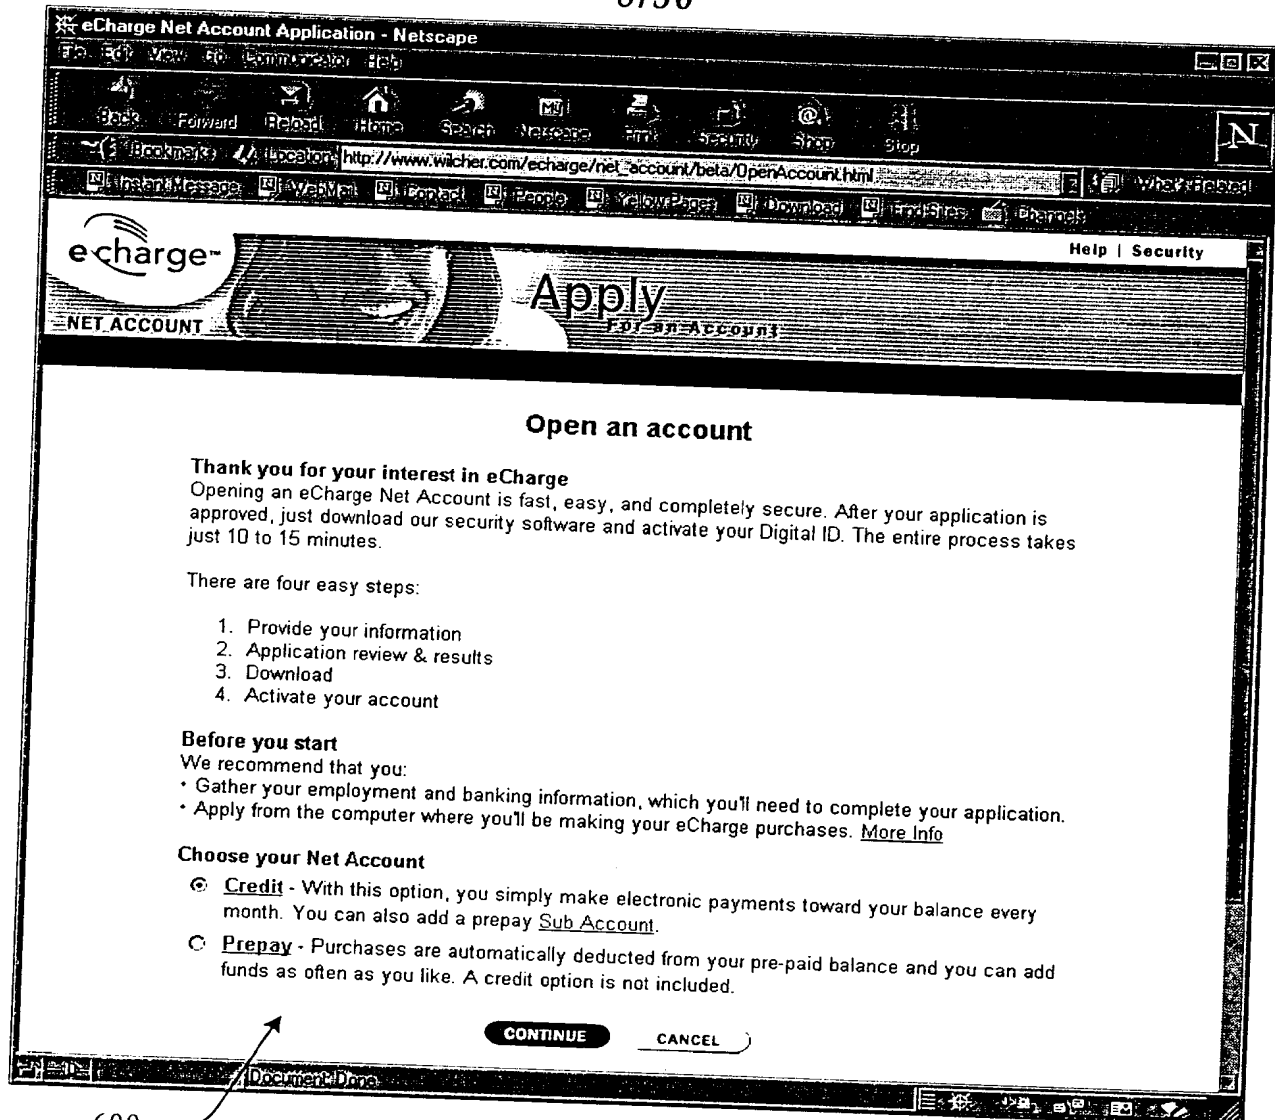 eCharge Net Account Application - Netscape
File Edit View Go Communicator Help
Back Forward Reload Home Search Netscape Print Security Shop Stop
Bookmarks Location: http://www.wilcher.com/echarge/net_account/beta/OpenAccount.html What's Related
Instant Message WebMail Contact People Yellow Pages Download Find Sites Channels
Help | Security
echarge™
NET ACCOUNT
Apply
For an Account
Open an account
Thank you for your interest in eCharge
Opening an eCharge Net Account is fast, easy, and completely secure. After your application is
approved, just download our security software and activate your Digital ID. The entire process takes
just 10 to 15 minutes.
There are four easy steps:
1. Provide your information
2. Application review & results
3. Download
4. Activate your account
Before you start
We recommend that you:
• Gather your employment and banking information, which you'll need to complete your application.
• Apply from the computer where you'll be making your eCharge purchases. More Info
Choose your Net Account
Credit - With this option, you simply make electronic payments toward your balance every
month. You can also add a prepay Sub Account.
Prepay - Purchases are automatically deducted from your pre-paid balance and you can add
funds as often as you like. A credit option is not included.
CONTINUE CANCEL
Document: Done